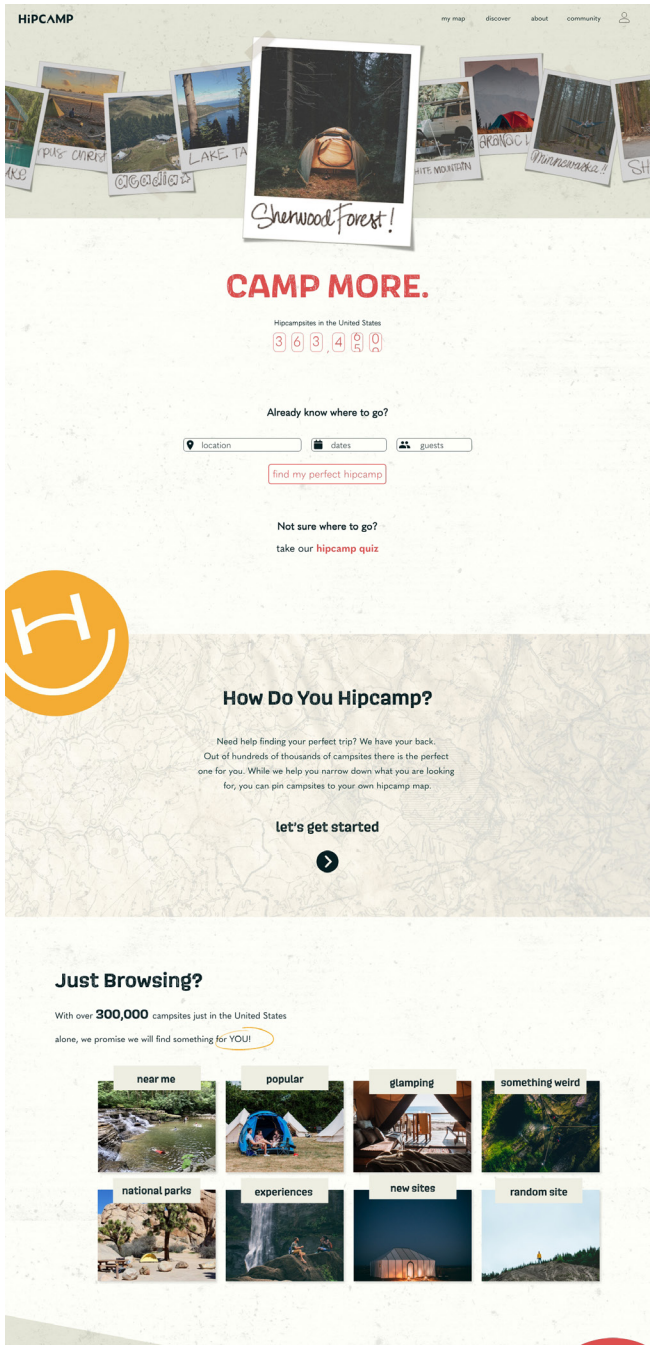 HiPCAMP
my map discover about community
acadia☆
LAKE TA
Sherwood Forest!
HITE MOUNTAIN
Minnewaska!!
SH
CAMP MORE.
Hipcampsites in the United States
363,4
Already know where to go?
location dates guests
find my perfect hipcamp
Not sure where to go?
take our hipcamp quiz
H
How Do You Hipcamp?
Need help finding your perfect trip? We have your back.
Out of hundreds of thousands of campsites there is the perfect
one for you. While we help you narrow down what you are looking
for, you can pin campsites to your own hipcamp map.
let's get started
Just Browsing?
With over 300,000 campsites just in the United States
alone, we promise we will find something for YOU!
near me popular glamping something weird
national parks experiences new sites random site